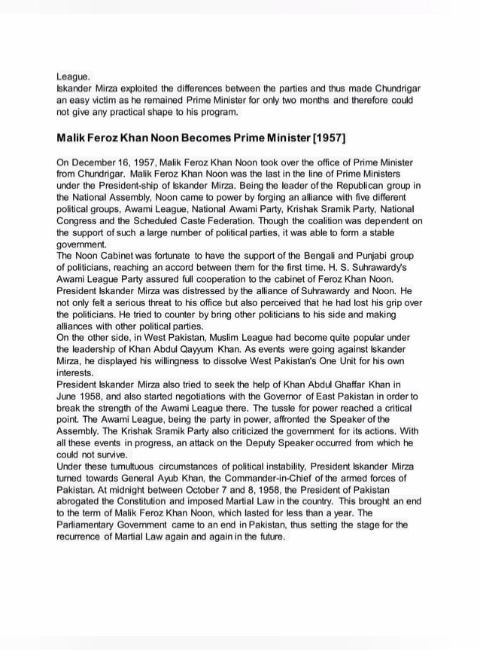 League.
Iskander Mirza exploited the differences between the parties and thus made Chundrigar
an easy victim as he remained Prime Minister for only two months and therefore could
not give any practical shape to his program.
Malik Feroz Khan Noon Becomes Prime Minister [1957]
On December 16, 1957, Malik Feroz Khan Noon took over the office of Prime Minister
from Chundrigar. Malik Feroz Khan Noon was the last in the line of Prime Ministers
under the President-ship of Iskander Mirza. Being the leader of the Republican group in
the National Assembly, Noon came to power by forging an alliance with five different
political groups, Awami League, National Awami Party, Krishak Sramik Party, National
Congress and the Scheduled Caste Federation. Though the coalition was dependent on
the support of such a large number of political parties, it was able to form a stable
government.
The Noon Cabinet was fortunate to have the support of the Bengali and Punjabi group
of politicians, reaching an accord between them for the first time. H. S. Suhrawardy's
Awami League Party assured full cooperation to the cabinet of Feroz Khan Noon.
President Iskander Mirza was distressed by the alliance of Suhrawardy and Noon. He
not only felt a serious threat to his office but also perceived that he had lost his grip over
the politicians. He tried to counter by bring other politicians to his side and making
alliances with other political parties.
On the other side, in West Pakistan, Muslim League had become quite popular under
the leadership of Khan Abdul Qayyum Khan. As events were going against Iskander
Mirza, he displayed his willingness to dissolve West Pakistan's One Unit for his own
interests.
President Iskander Mirza also tried to seek the help of Khan Abdul Ghaffar Khan in
June 1958, and also started negotiations with the Governor of East Pakistan in order to
break the strength of the Awami League there. The tussle for power reached a critical
point. The Awami League, being the party in power, affronted the Speaker of the
Assembly. The Krishak Sramik Party also criticized the government for its actions. With
all these events in progress, an attack on the Deputy Speaker occurred from which he
could not survive.
Under these tumultuous circumstances of political instability, President Iskander Mirza
turned towards General Ayub Khan, the Commander-in-Chief of the armed forces of
Pakistan. At midnight between October 7 and 8, 1958, the President of Pakistan
abrogated the Constitution and imposed Martial Law in the country. This brought an end
to the term of Malik Feroz Khan Noon, which lasted for less than a year. The
Parliamentary Government came to an end in Pakistan, thus setting the stage for the
recurrence of Martial Law again and again in the future.